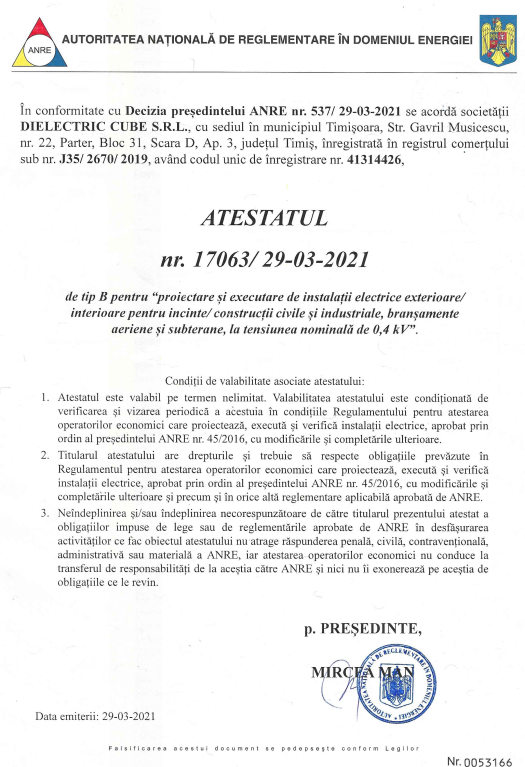 ANRE
AUTORITATEA NAȚIONALĂ DE REGLEMENTARE ÎN DOMENIUL ENERGIEI
În conformitate cu Decizia președintelui ANRE nr. 537/ 29-03-2021 se acordă societății
DIELECTRIC CUBE S.R.L., cu sediul în municipiul Timișoara, Str. Gavril Musicescu,
nr. 22, Parter, Bloc 31, Scara D, Ap. 3, județul Timiș, înregistrată în registrul comerțului
sub nr. J35/ 2670/ 2019, având codul unic de înregistrare nr. 41314426,
ATESTATUL
nr. 17063/ 29-03-2021
de tip B pentru “proiectare și executare de instalații electrice exterioare/
interioare pentru incinte/ construcții civile și industriale, branșamente
aeriene și subterane, la tensiunea nominală de 0,4 kV”.
Condiții de valabilitate asociate atestatului:
1. Atestatul este valabil pe termen nelimitat. Valabilitatea atestatului este condiționată de
verificarea și vizarea periodică a acestuia în condițiile Regulamentului pentru atestarea
operatorilor economici care proiectează, execută și verifică instalații electrice, aprobat prin
ordin al președintelui ANRE nr. 45/2016, cu modificările și completările ulterioare.
2. Titularul atestatului are drepturile și trebuie să respecte obligațiile prevăzute în
Regulamentul pentru atestarea operatorilor economici care proiectează, execută și verifică
instalații electrice, aprobat prin ordin al președintelui ANRE nr. 45/2016, cu modificările și
completările ulterioare și precum și în orice altă reglementare aplicabilă aprobată de ANRE.
3. Neîndeplinirea și/sau îndeplinirea necorespunzătoare de către titularul prezentului atestat a
obligațiilor impuse de lege sau de reglementările aprobate de ANRE în desfășurarea
activităților ce fac obiectul atestatului nu atrage răspunderea penală, civilă, contravențională,
administrativă sau materială a ANRE, iar atestarea operatorilor economici nu conduce la
transferul de responsabilități de la aceștia către ANRE și nici nu îi exonerează pe aceștia de
obligațiile ce le revin.
p. PREȘEDINTE,
MIRCEA MAN
AUTORITATEA NAȚIONALĂ DE REGLEMENTARE ÎN DOMENIUL ENERGIEI
Data emiterii: 29-03-2021
Falsificarea acestui document se pedepsește conform Legilor
Nr. 0053166